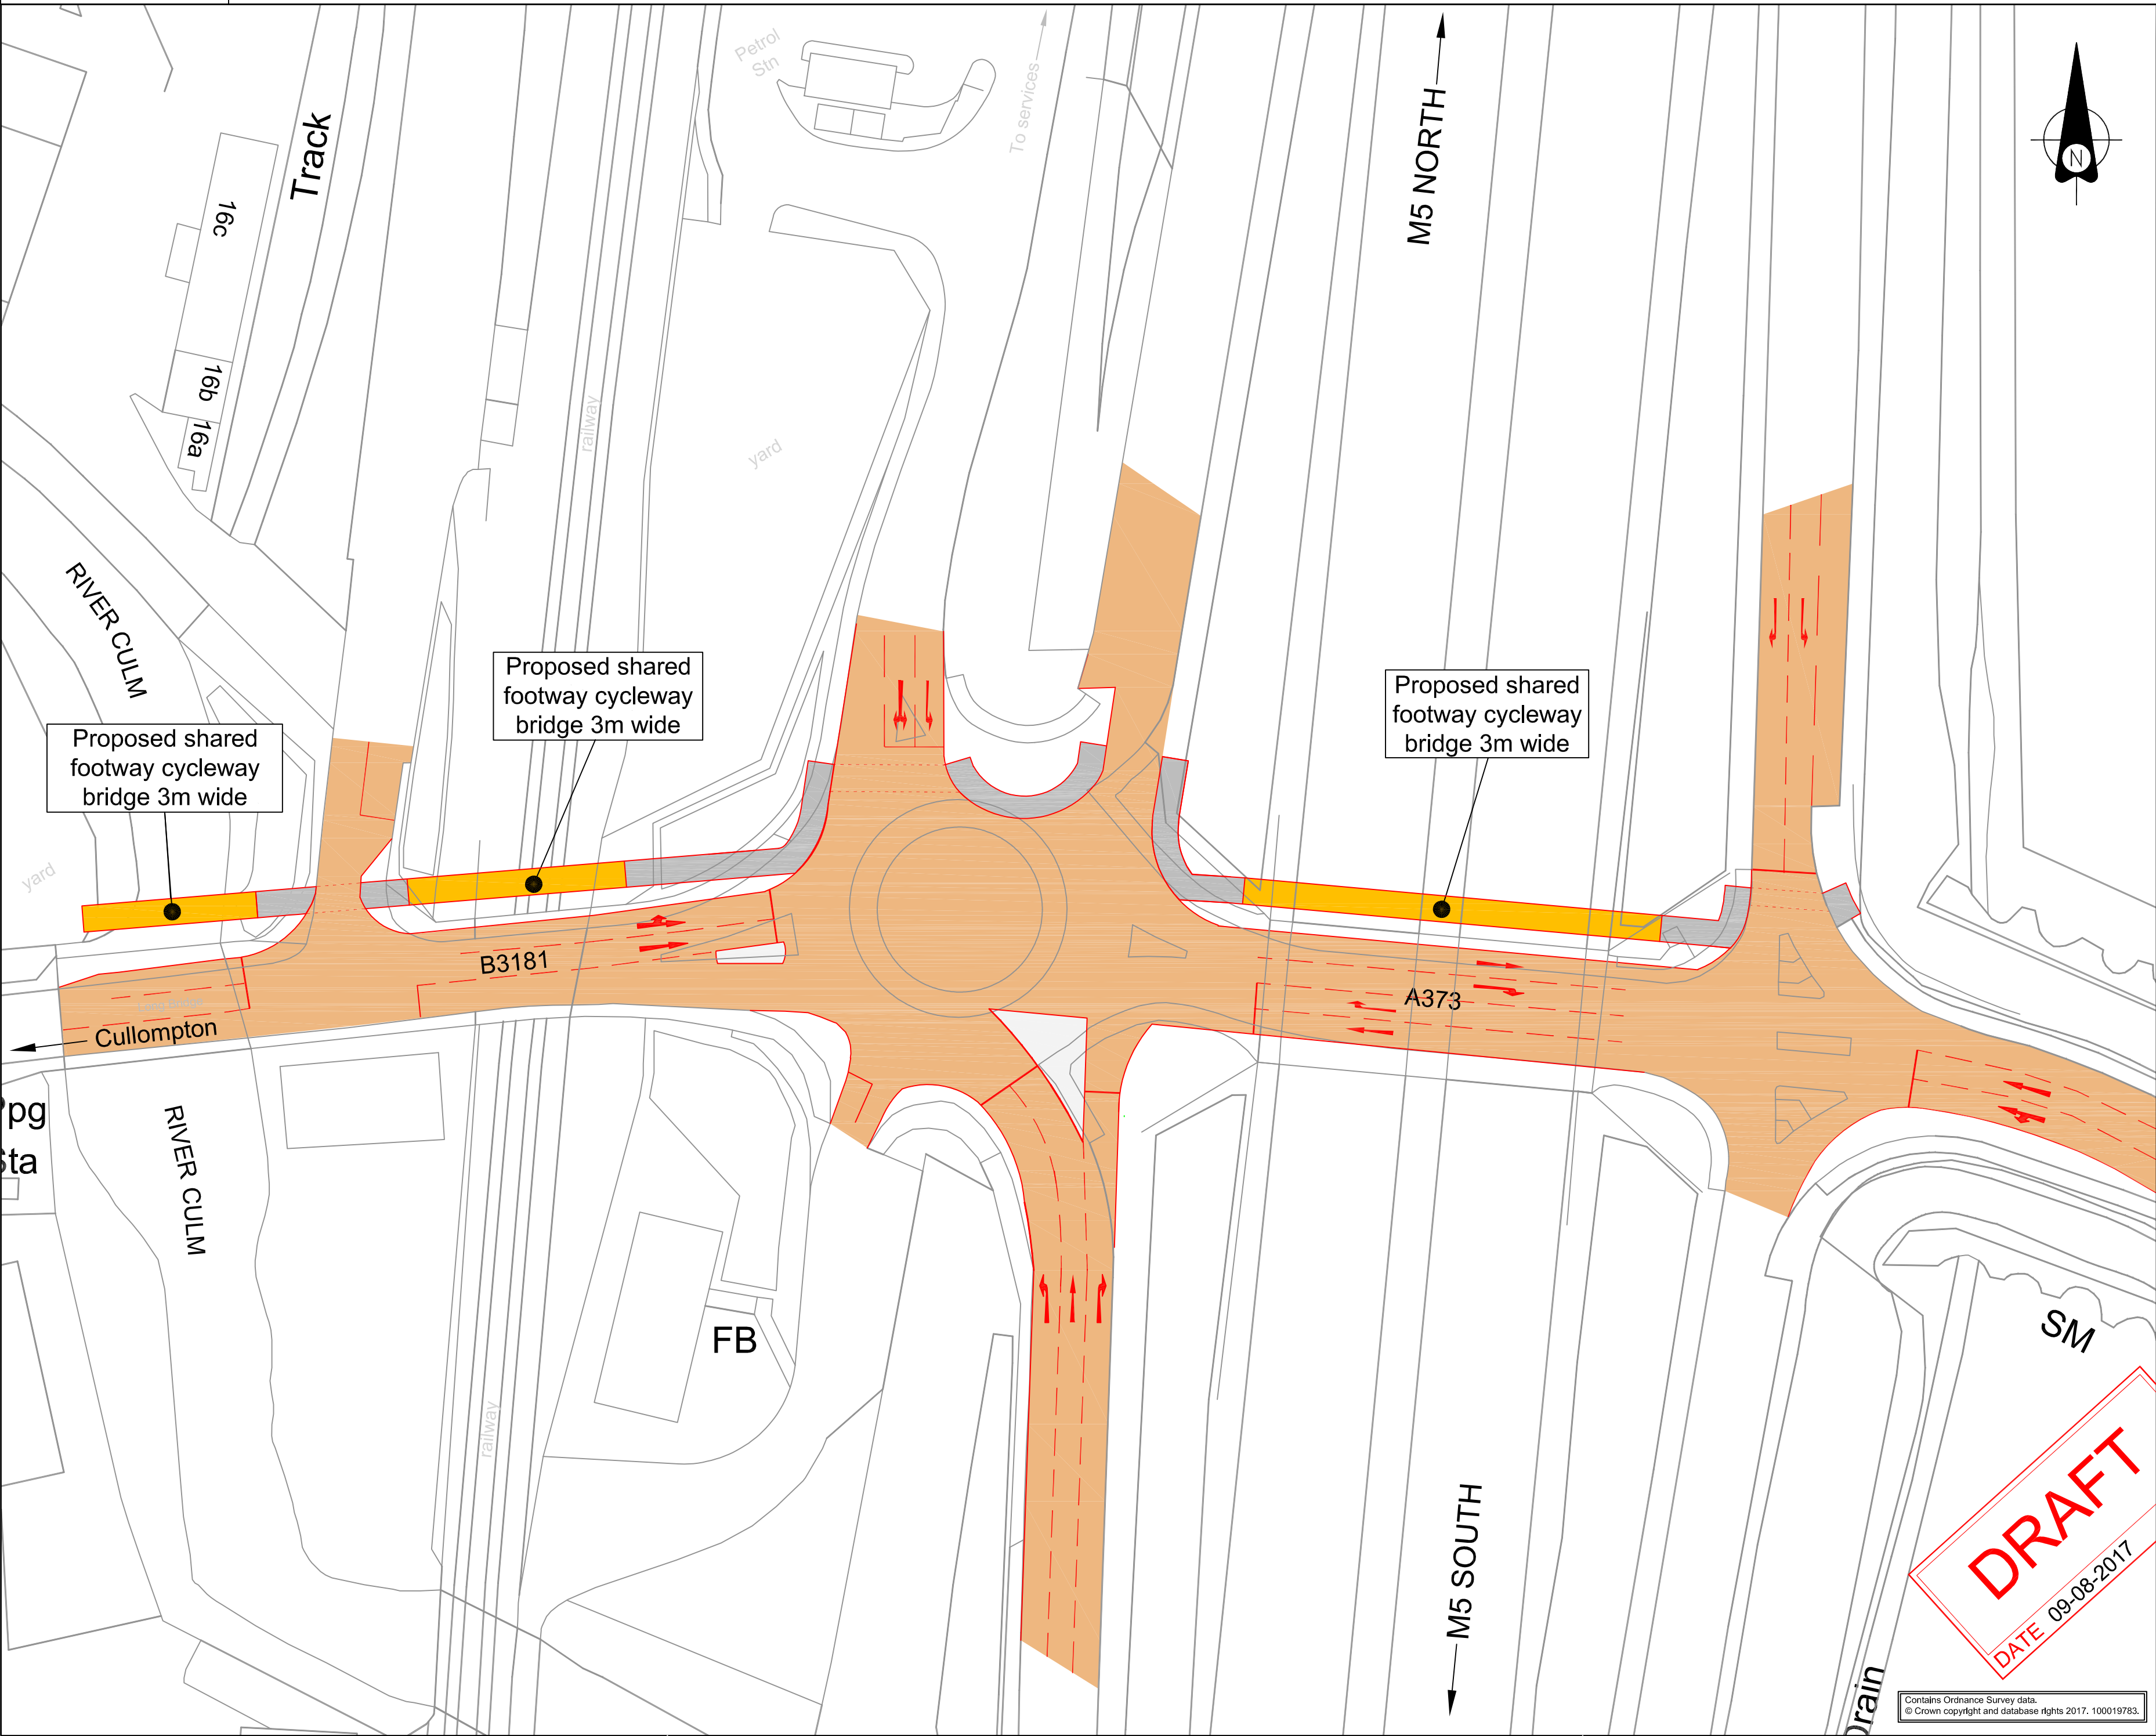 Petrol
Stn
To services
M5 NORTH
N
Track
16c
16b
16a
railway
yard
RIVER CULM
Proposed shared
footway cycleway
bridge 3m wide
Proposed shared
footway cycleway
bridge 3m wide
Proposed shared
footway cycleway
bridge 3m wide
yard
B3181
A373
Cullompton
Ppg
Sta
RIVER CULM
FB
railway
SM
M5 SOUTH
DRAFT
DATE 09-08-2017
Drain
Contains Ordnance Survey data.
© Crown copyright and database rights 2017. 100019783.